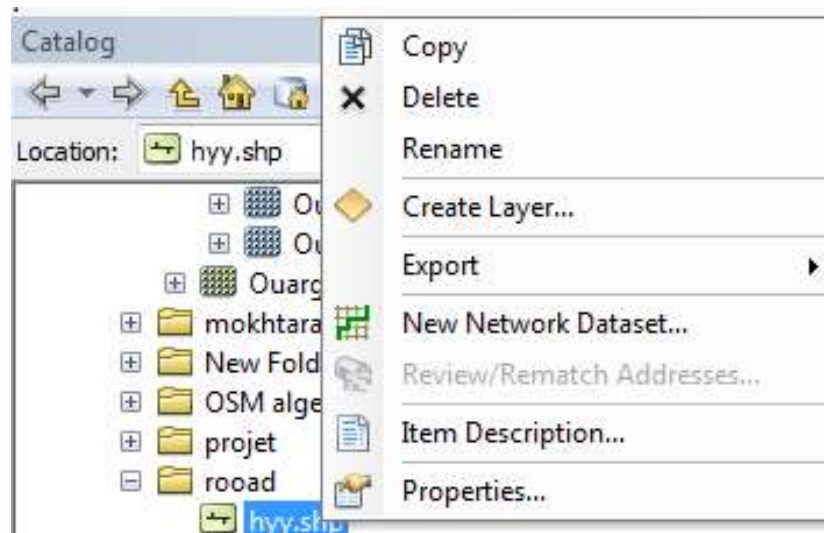 Catalog
Location: hyy.shp
Ou
Ou
Ouarg
mokhtara
New Fold
OSM alge
projet
rooad
hyy.shp
Copy
Delete
Rename
Create Layer...
Export
New Network Dataset...
Review/Rematch Addresses...
Item Description...
Properties...